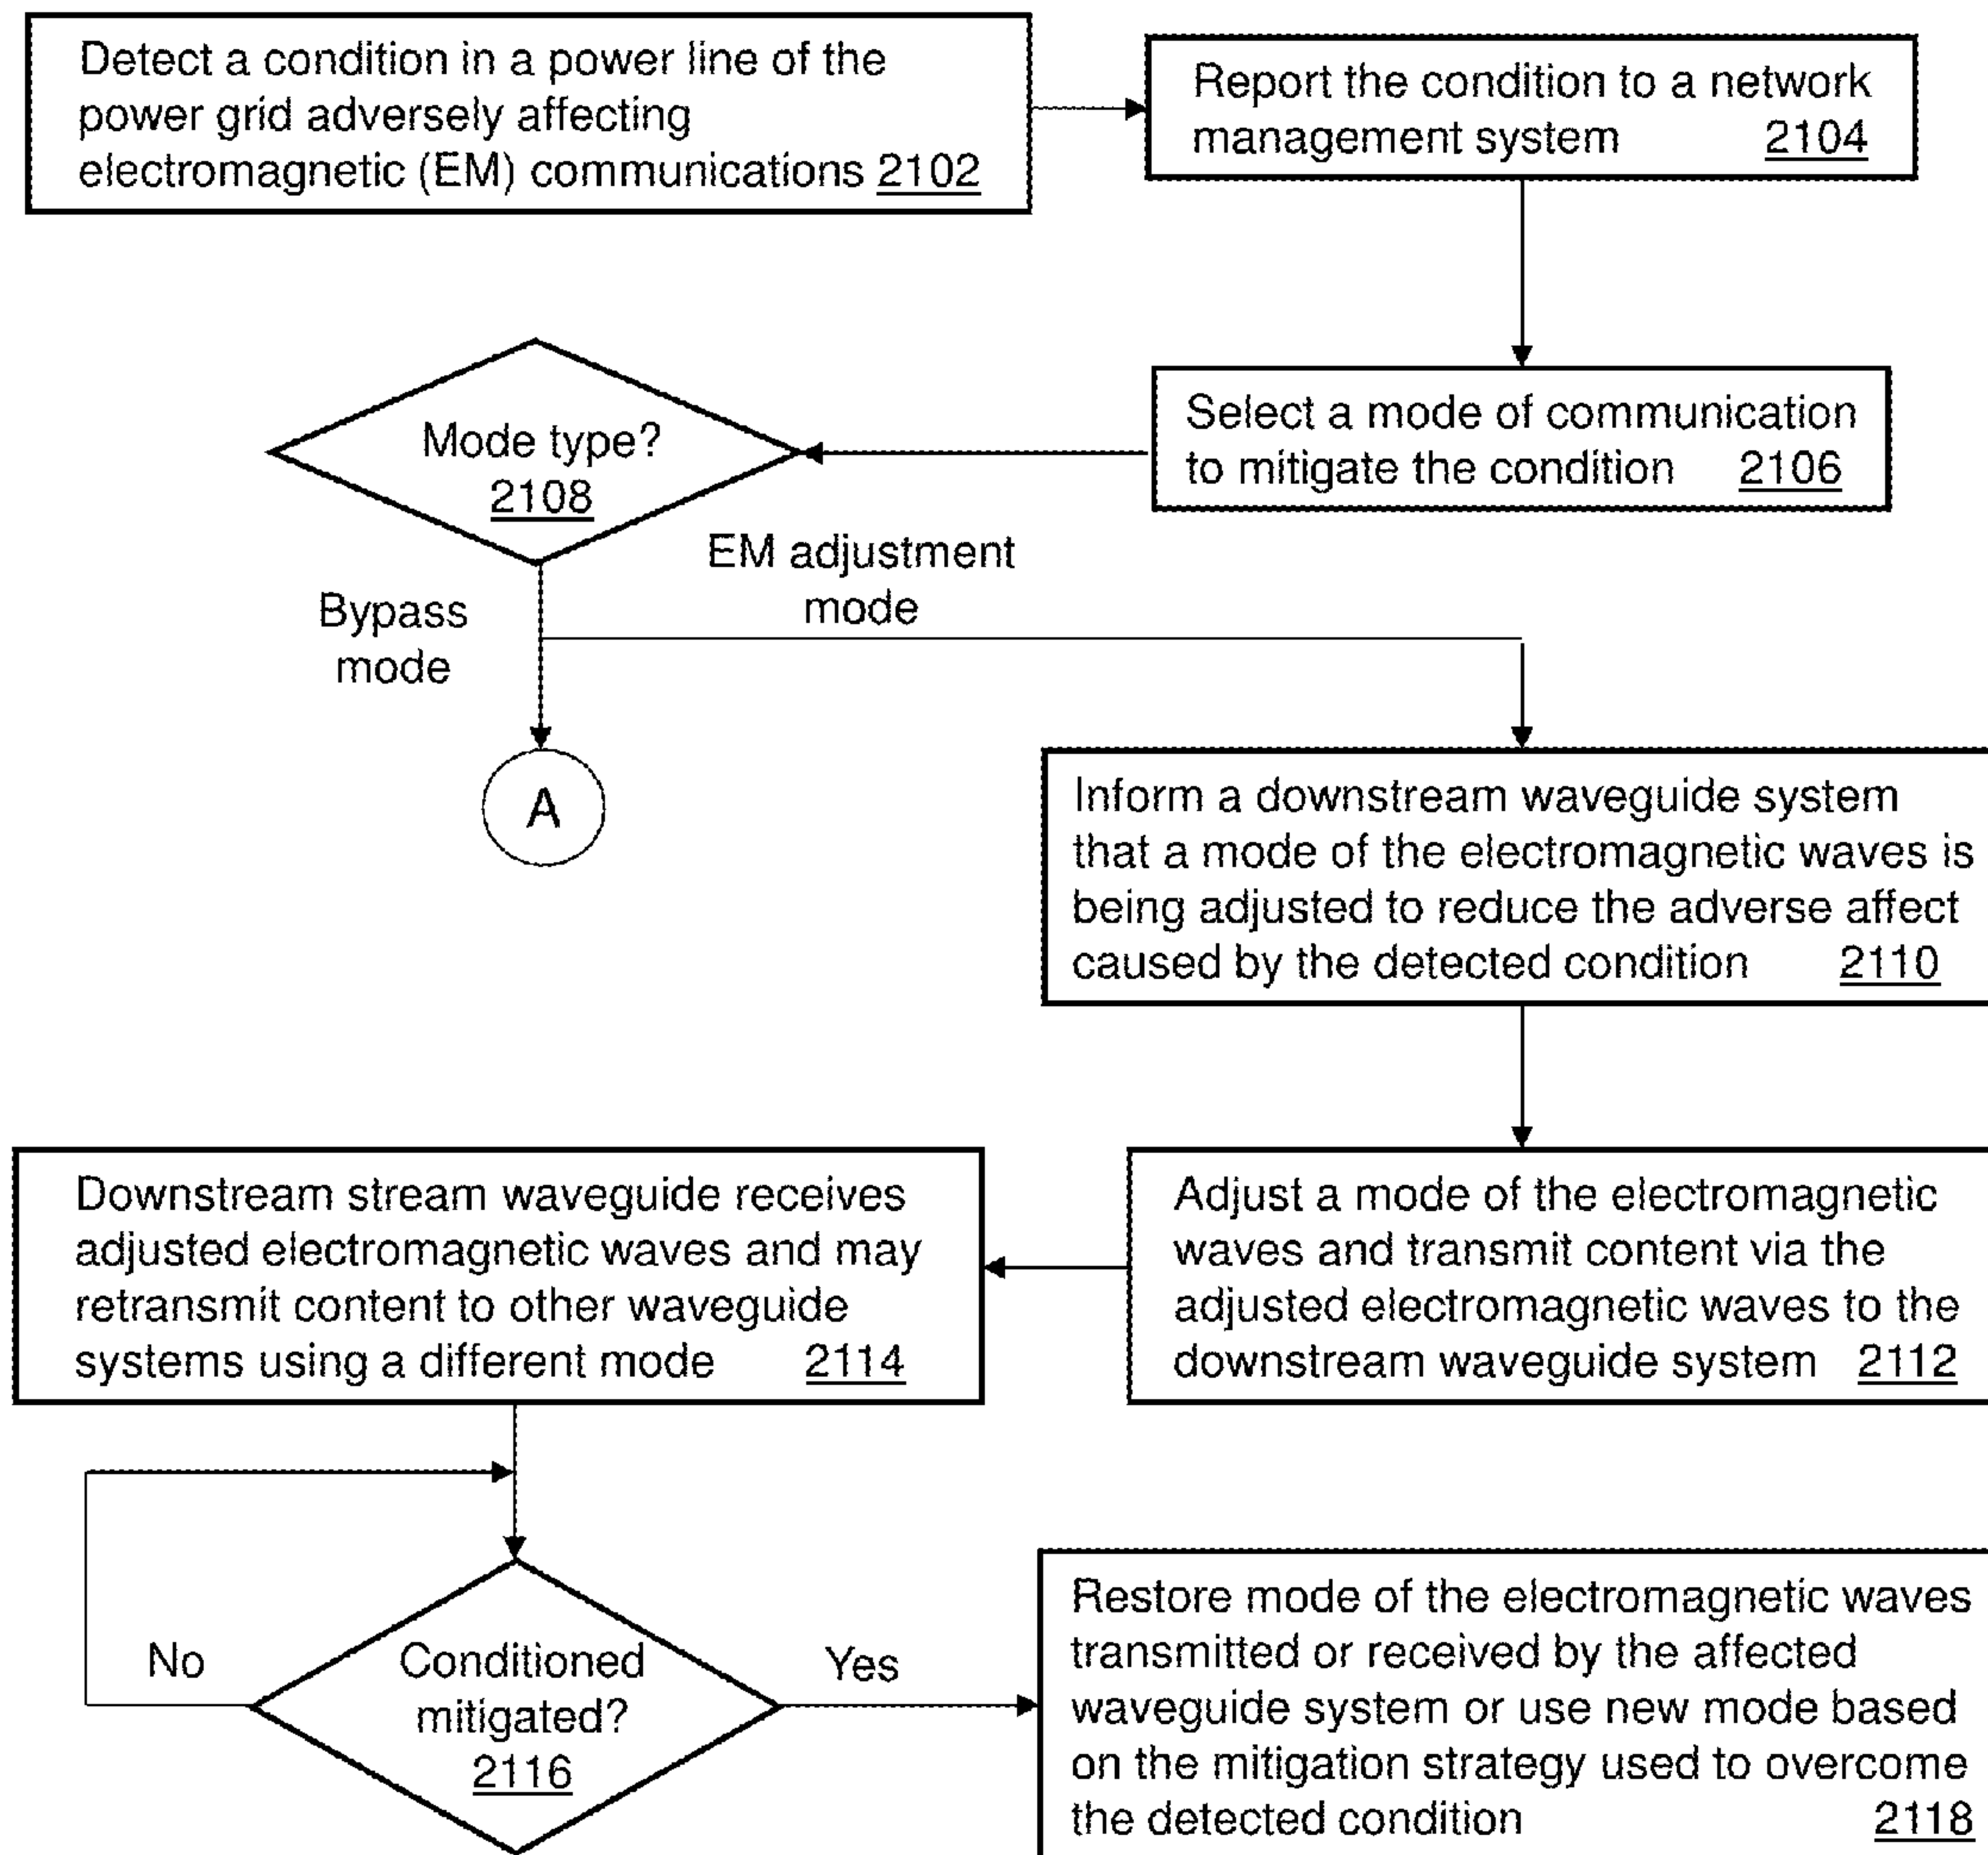 Detect a condition in a power line of the
power grid adversely affecting
electromagnetic (EM) communications 2102
Report the condition to a network
management system 2104
Select a mode of communication
to mitigate the condition 2106
Mode type?
2108
EM adjustment
mode
Bypass
mode
A
Inform a downstream waveguide system
that a mode of the electromagnetic waves is
being adjusted to reduce the adverse affect
caused by the detected condition 2110
Adjust a mode of the electromagnetic
waves and transmit content via the
adjusted electromagnetic waves to the
downstream waveguide system 2112
Downstream stream waveguide receives
adjusted electromagnetic waves and may
retransmit content to other waveguide
systems using a different mode 2114
Conditioned
mitigated?
2116
No
Yes
Restore mode of the electromagnetic waves
transmitted or received by the affected
waveguide system or use new mode based
on the mitigation strategy used to overcome
the detected condition 2118